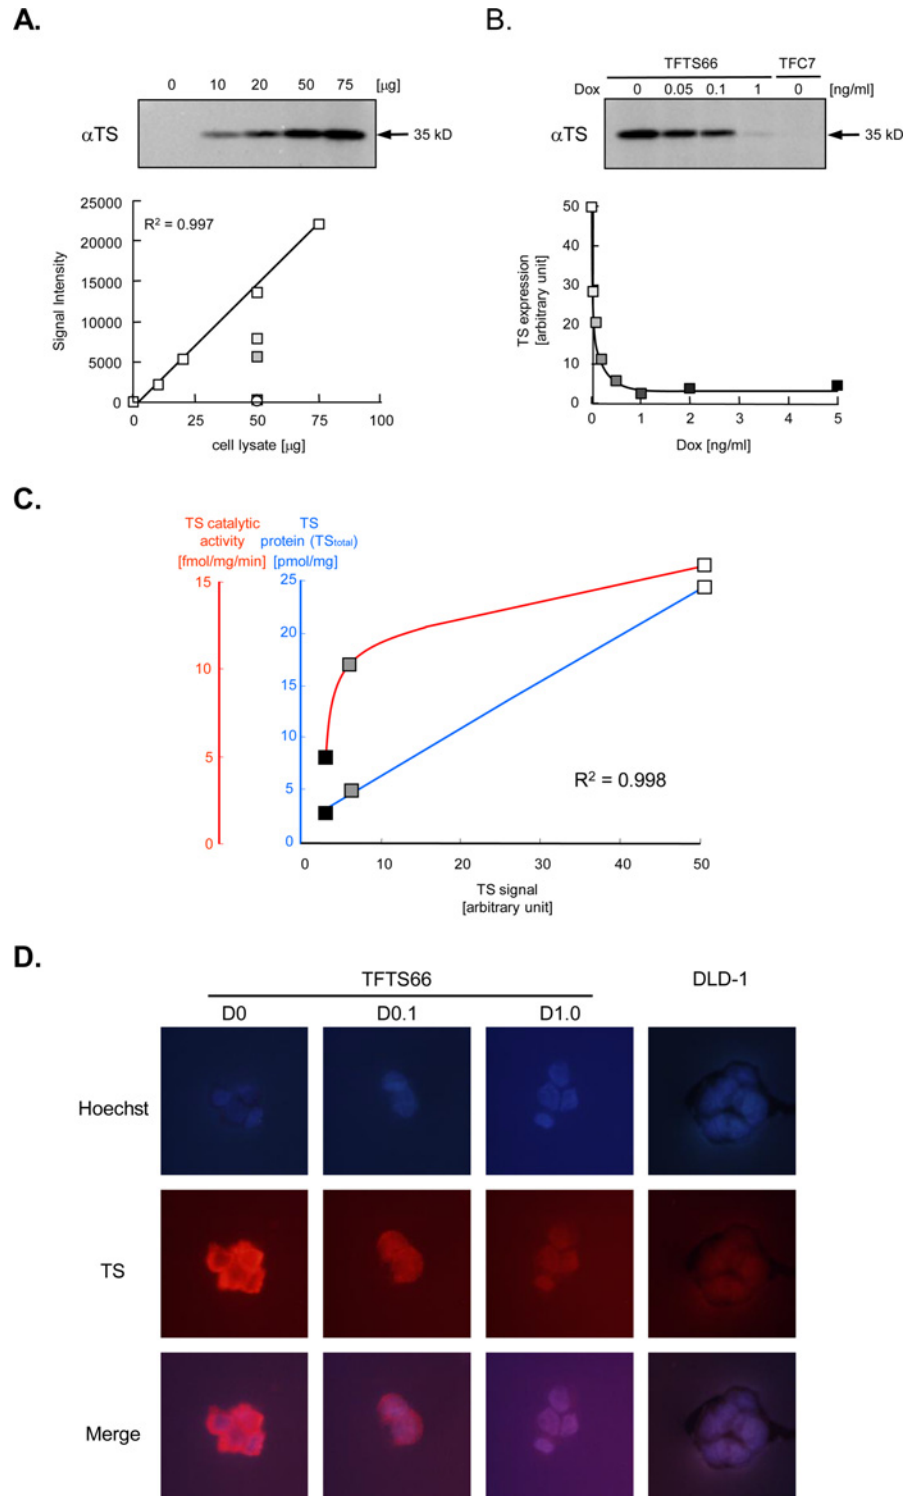 A.
0 10 20 50 75 [μg]
αTS
35 kD
25000
20000
15000
10000
5000
0
R² = 0.997
Signal Intensity
0 25 50 75 100
cell lysate [μg]
B.
TFTS66 TFC7
Dox 0 0.05 0.1 1 0 [ng/ml]
αTS
35 kD
50
40
30
20
10
0
TS expression
[arbitrary unit]
0 1 2 3 4 5
Dox [ng/ml]
C.
TS catalytic
activity
[fmol/mg/min]
15
10
5
0
TS
protein (TStotal)
[pmol/mg]
25
20
15
10
5
0
R² = 0.998
0 10 20 30 40 50
TS signal
[arbitrary unit]
D.
TFTS66 DLD-1
D0 D0.1 D1.0
Hoechst
TS
Merge